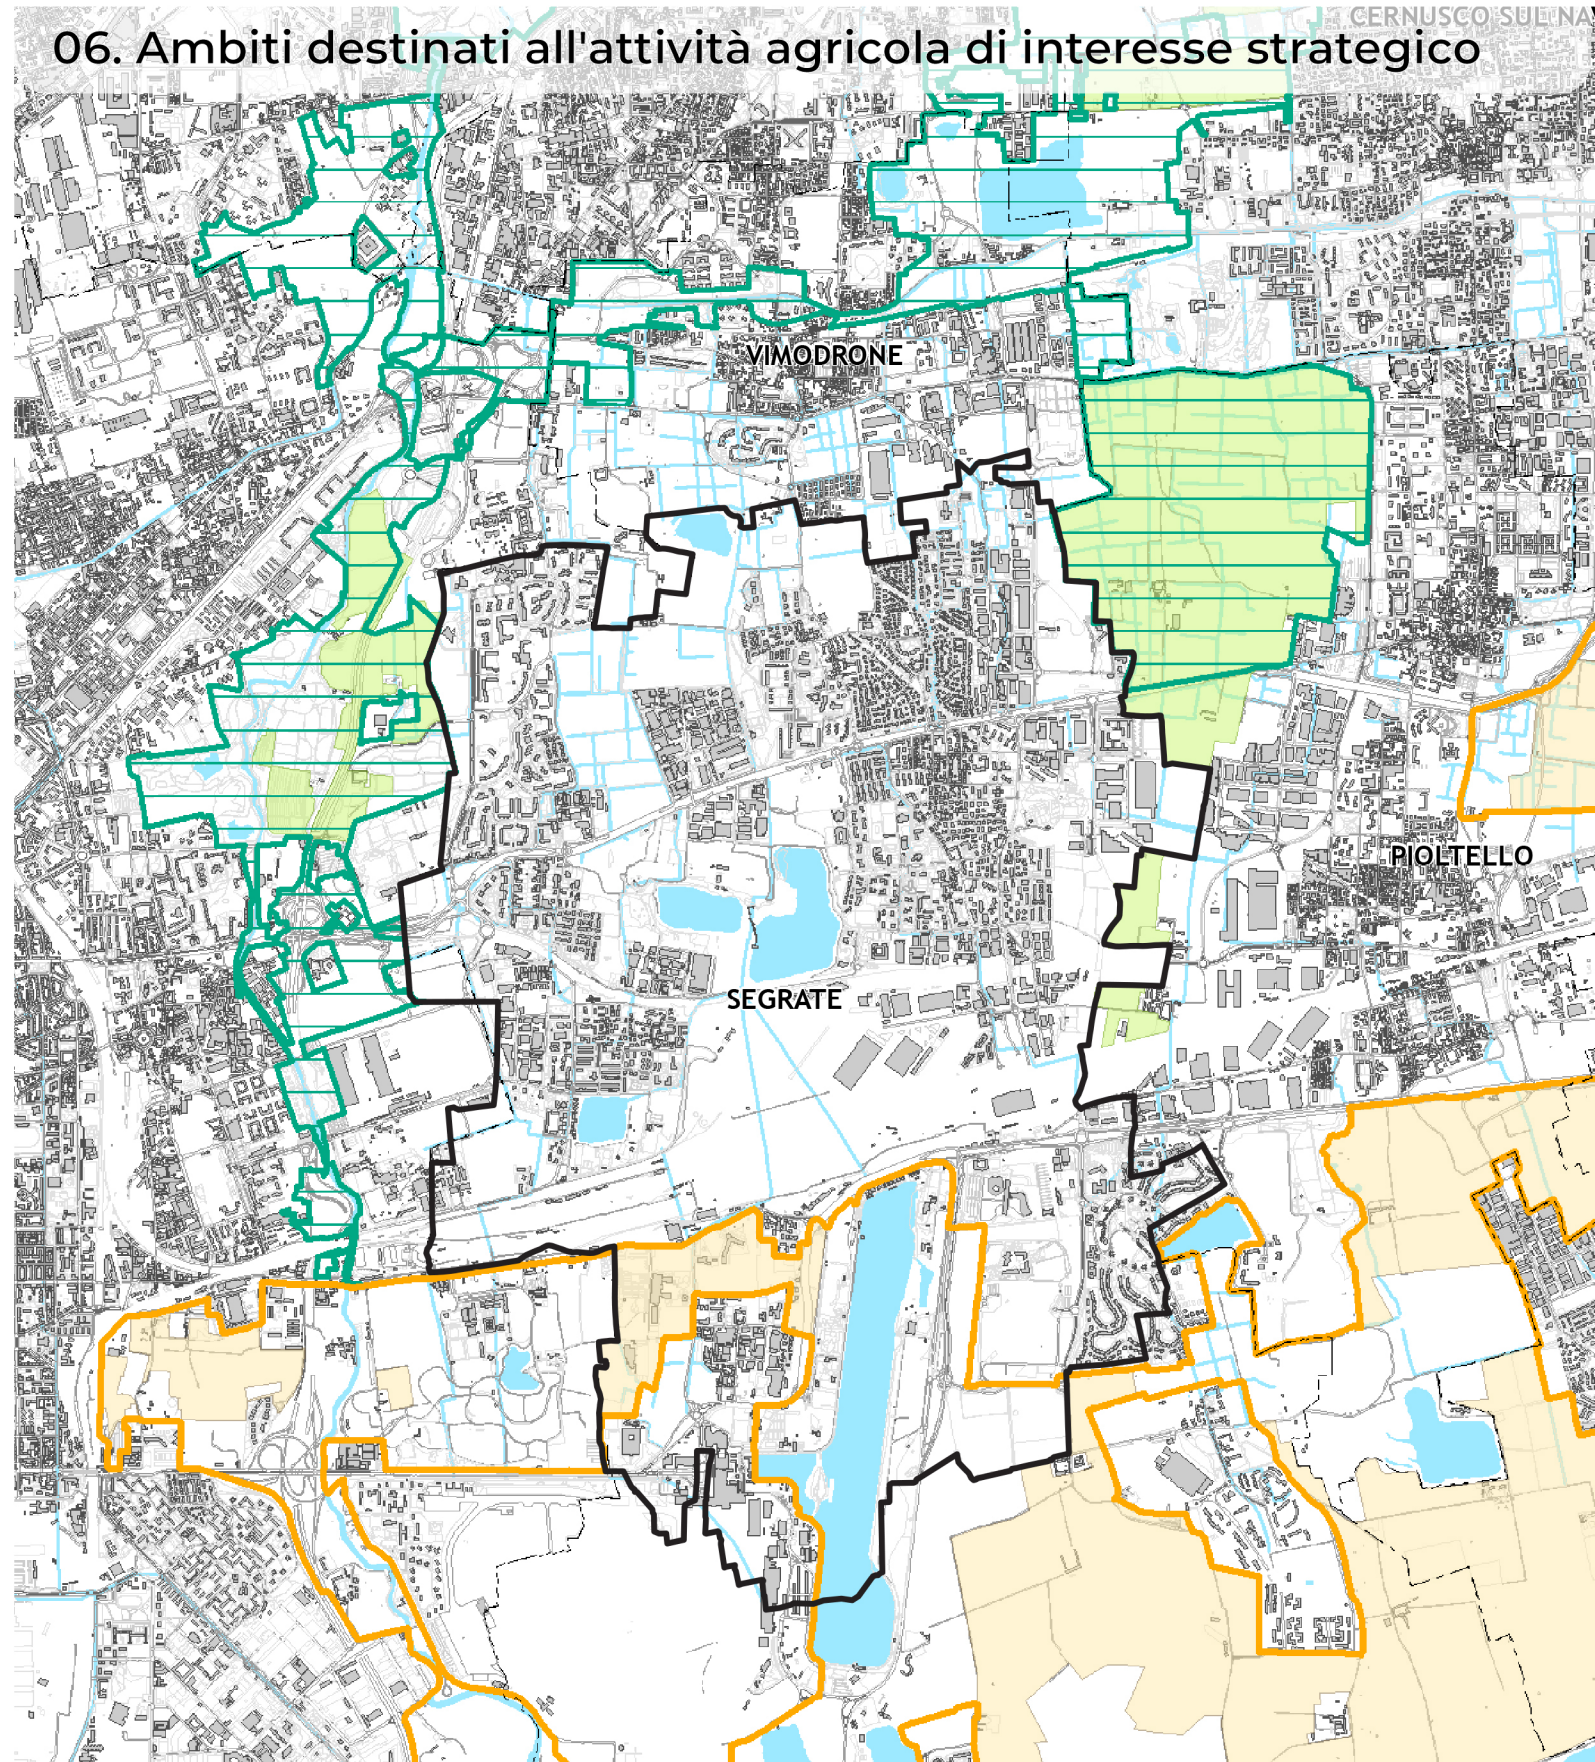 CERNUSCO SUL NA
06. Ambiti destinati all'attività agricola di interesse strategico
VIMODRONE
PIOLTELLO
SEGRATE